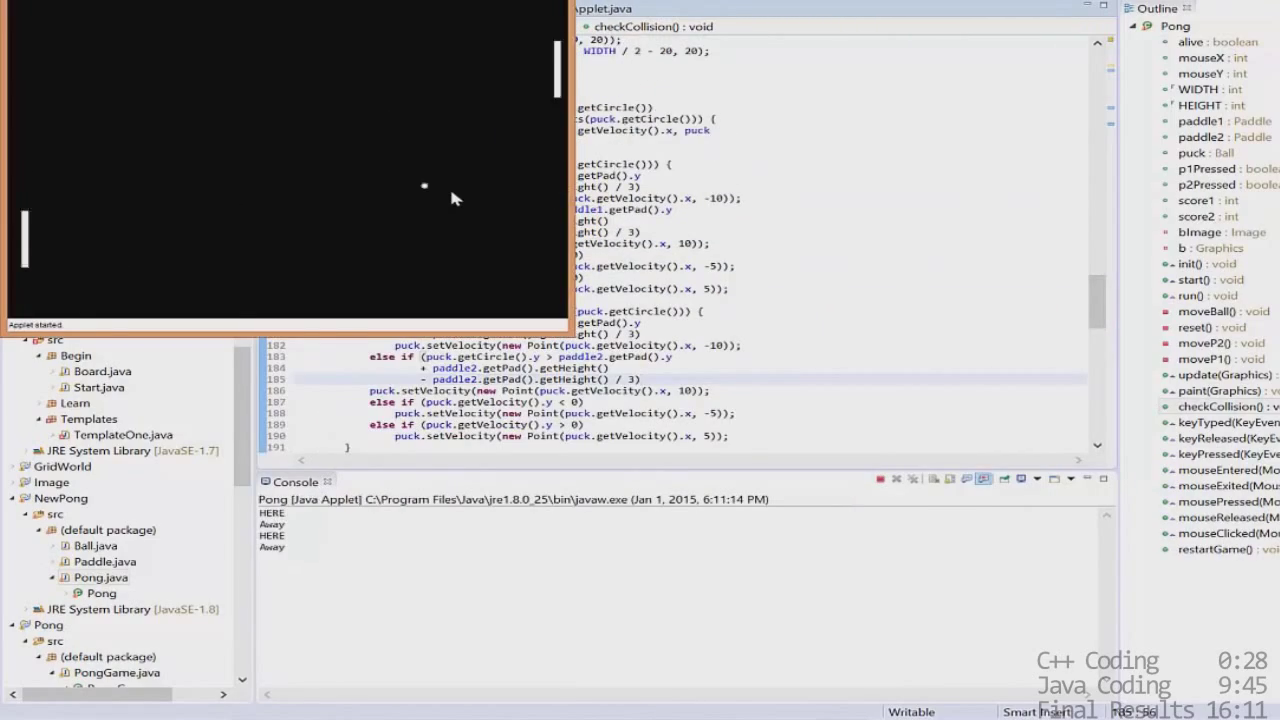 Applet.java
checkCollision() : void
, 20));
WIDTH / 2 - 20, 20);
getCircle())
s(puck.getCircle())) {
getVelocity().x, puck
getCircle())) {
getPad().y
ght() / 3)
ck.getVelocity().x, -10));
ddle1.getPad().y
ght()
ght() / 3)
getVelocity().x, 10));
0)
uck.getVelocity().x, -5));
0)
uck.getVelocity().x, 5));
(puck.getCircle())) {
getPad().y
ght() / 3)
182 puck.setVelocity(new Point(puck.getVelocity().x, -10));
183 else if (puck.getCircle().y > paddle2.getPad().y
184 + paddle2.getPad().getHeight()
185 - paddle2.getPad().getHeight() / 3)
186 puck.setVelocity(new Point(puck.getVelocity().x, 10));
187 else if (puck.getVelocity().y < 0)
188 puck.setVelocity(new Point(puck.getVelocity().x, -5));
189 else if (puck.getVelocity().y > 0)
190 puck.setVelocity(new Point(puck.getVelocity().x, 5));
191 }
Applet started.
src
Begin
Board.java
Start.java
Learn
Templates
TemplateOne.java
JRE System Library [JavaSE-1.7]
GridWorld
Image
NewPong
src
(default package)
Ball.java
Paddle.java
Pong.java
Pong
JRE System Library [JavaSE-1.8]
Pong
src
(default package)
PongGame.java
Console
Pong [Java Applet] C:\Program Files\Java\jre1.8.0_25\bin\javaw.exe (Jan 1, 2015, 6:11:14 PM)
HERE
Away
HERE
Away
Outline
Pong
alive : boolean
mouseX : int
mouseY : int
WIDTH : int
HEIGHT : int
paddle1 : Paddle
paddle2 : Paddle
puck : Ball
p1Pressed : boolean
p2Pressed : boolean
score1 : int
score2 : int
bImage : Image
b : Graphics
init() : void
start() : void
run() : void
moveBall() : void
reset() : void
moveP2() : void
moveP1() : void
update(Graphics) :
paint(Graphics) : v
checkCollision() : vo
keyTyped(KeyEven
keyReleased(KeyEv
keyPressed(KeyEve
mouseEntered(Mo
mouseExited(Mous
mousePressed(Mo
mouseReleased(Mo
mouseClicked(Mou
restartGame() : voi
Writable
Smart Insert
C++ Coding 0:28
Java Coding 9:45
Final Results 16:11